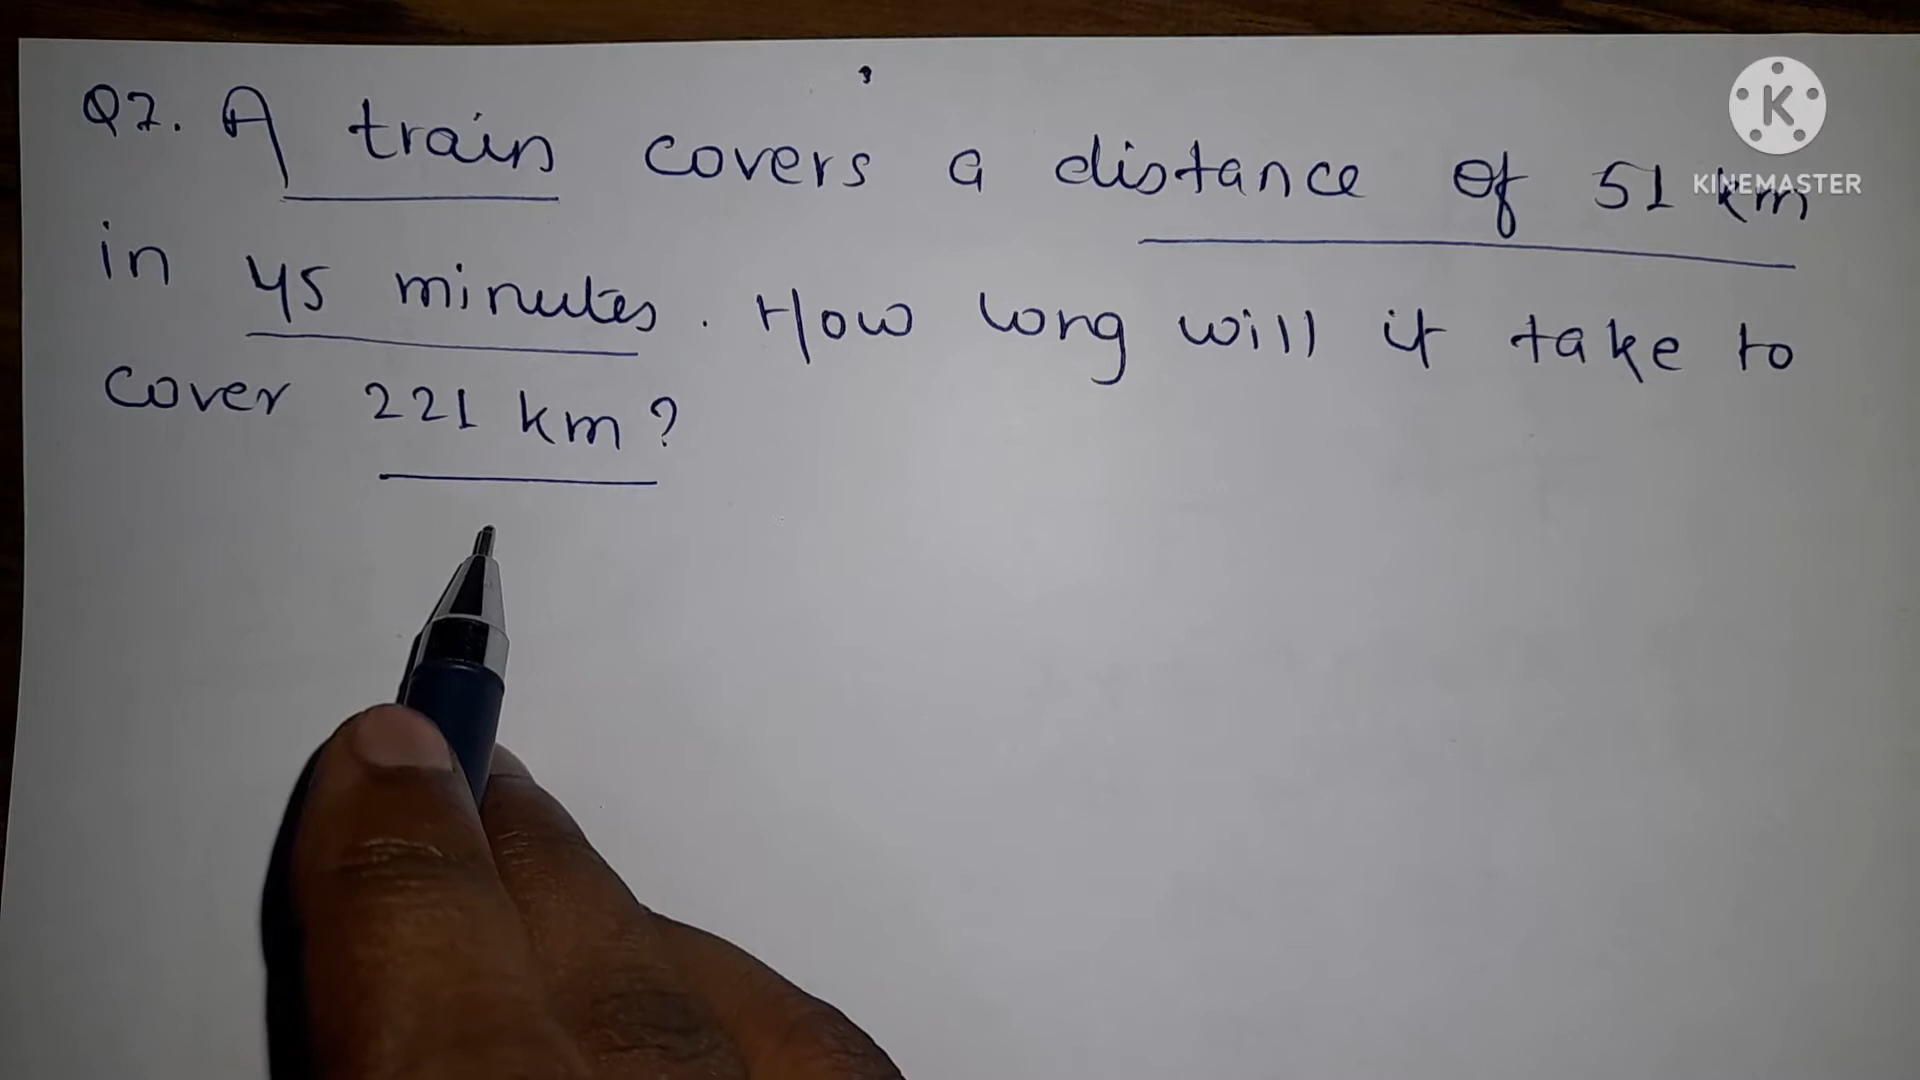 Q7. A train covers a distance of 51 km
in 45 minutes. How long will it take to
cover 221 km?
K
KINEMASTER